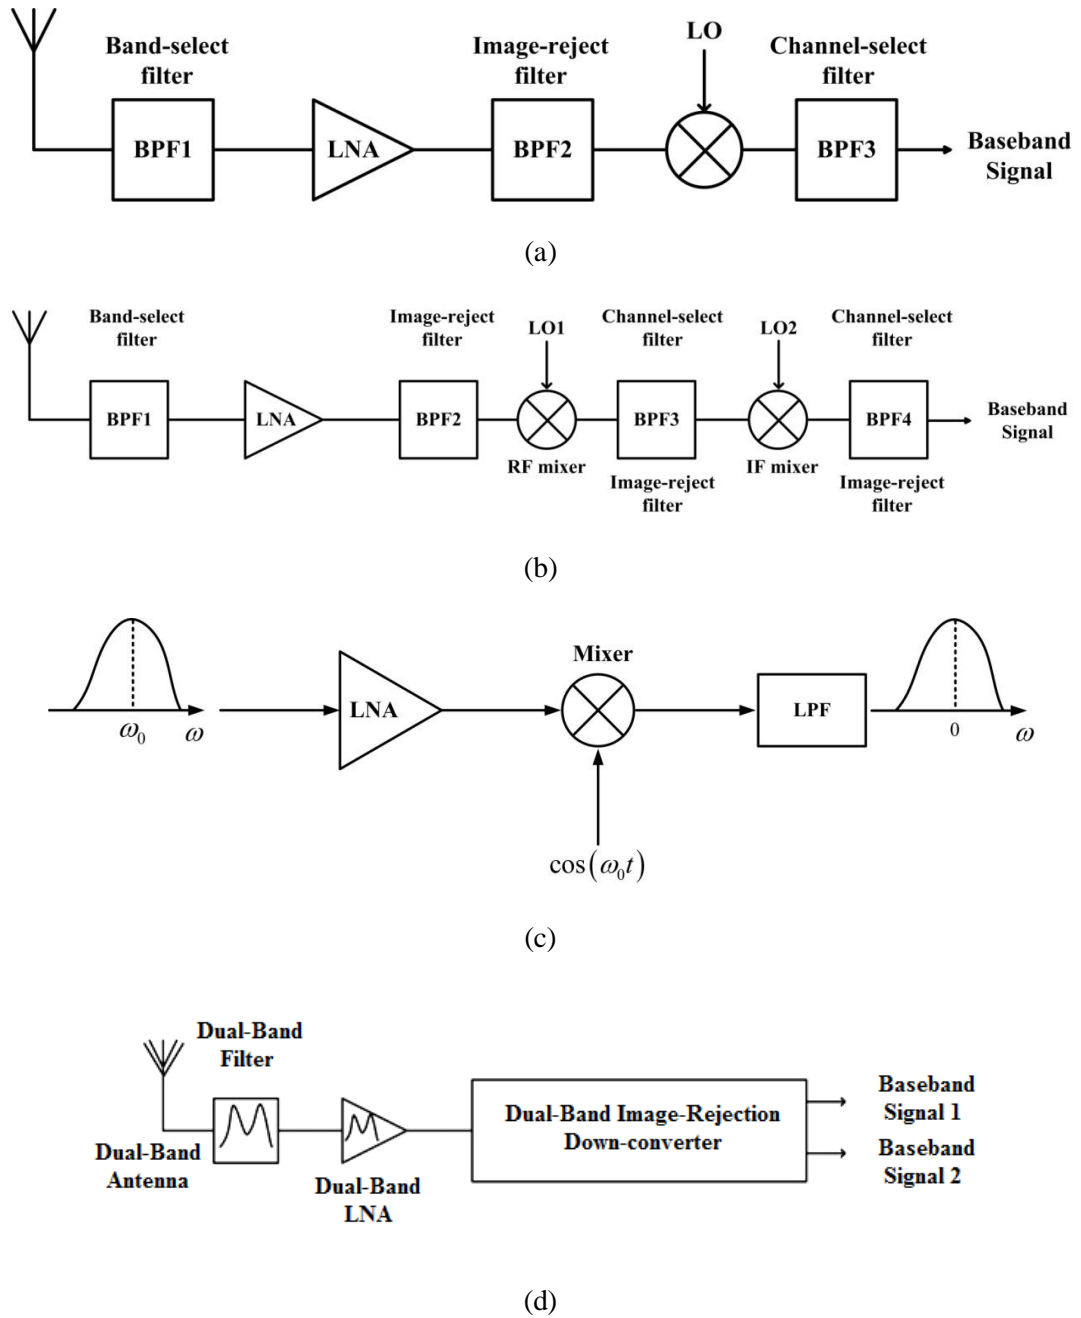 Band-select
filter
Image-reject
filter
LO
Channel-select
filter
BPF1
LNA
BPF2
BPF3
Baseband
Signal
(a)
Band-select
filter
Image-reject
filter
LO1
Channel-select
filter
LO2
Channel-select
filter
BPF1
LNA
BPF2
BPF3
BPF4
Baseband
Signal
RF mixer
Image-reject
filter
IF mixer
Image-reject
filter
(b)
Mixer
LNA
LPF
ω₀ ω
0 ω
cos(ω₀t)
(c)
Dual-Band
Filter
Dual-Band
Antenna
Dual-Band
LNA
Dual-Band Image-Rejection
Down-converter
Baseband
Signal 1
Baseband
Signal 2
(d)